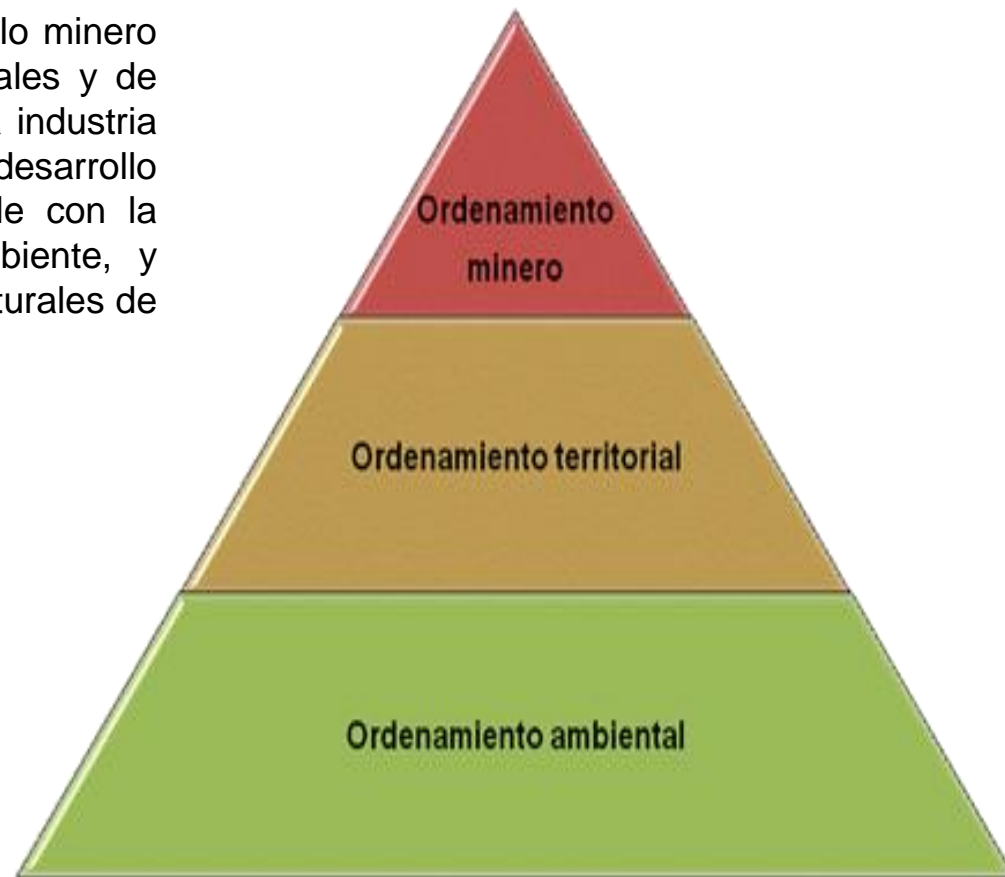 lo minero
ales y de
industria
desarrollo
le con la
biente, y
turales de
Ordenamiento
minero
Ordenamiento territorial
Ordenamiento ambiental